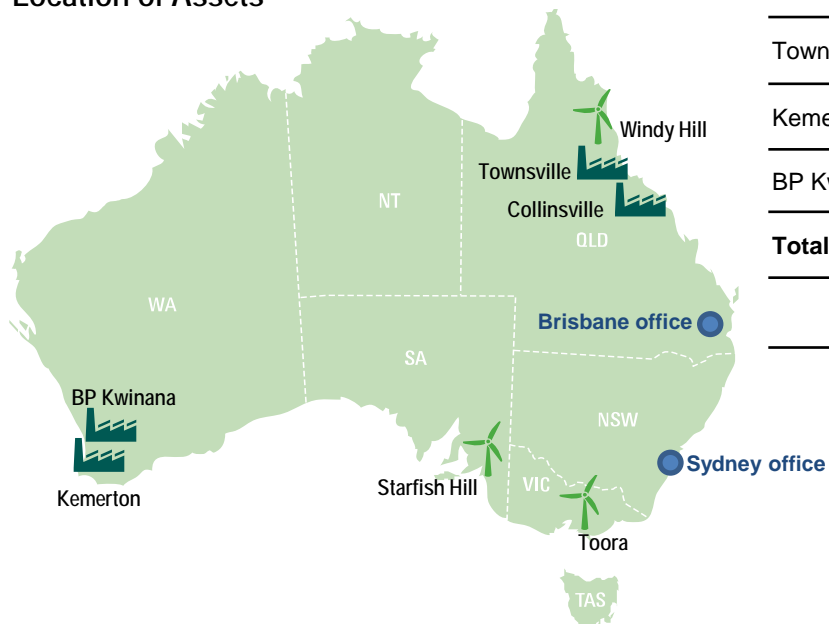 Location of Assets
Town
Windy Hill
Keme
Townsville
NT
BP Kw
Collinsville
QLD
Total
WA
Brisbane office
SA
BP Kwinana
NSW
Sydney office
Starfish Hill
VIC
Kemerton
Toora
TAS